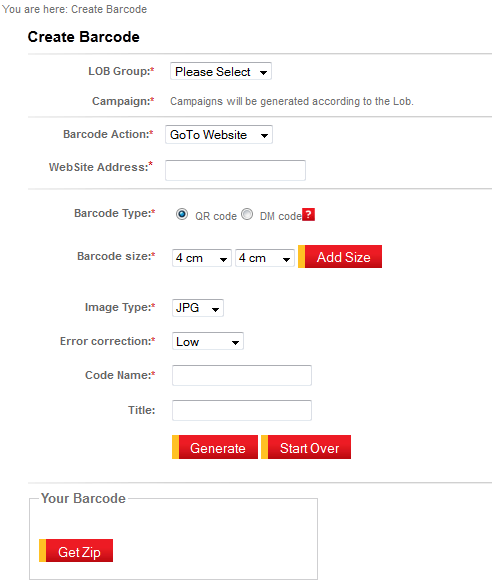 You are here: Create Barcode
Create Barcode
LOB Group:* Please Select
Campaign:* Campaigns will be generated according to the Lob.
Barcode Action:* GoTo Website
WebSite Address:*
Barcode Type:* QR code DM code ?
Barcode size:* 4 cm 4 cm Add Size
Image Type:* JPG
Error correction:* Low
Code Name:*
Title:
Generate Start Over
Your Barcode
Get Zip